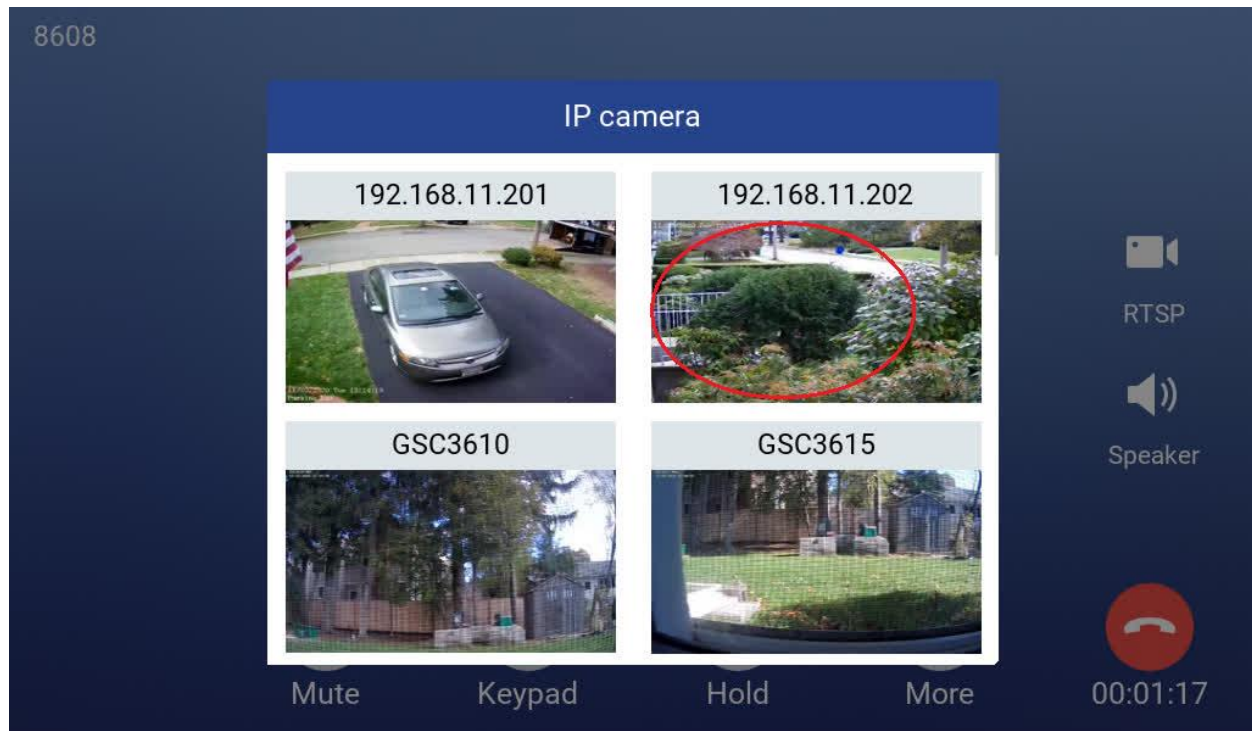 8608
IP camera
192.168.11.201
192.168.11.202
RTSP
GSC3610
GSC3615
Speaker
Mute
Keypad
Hold
More
00:01:17